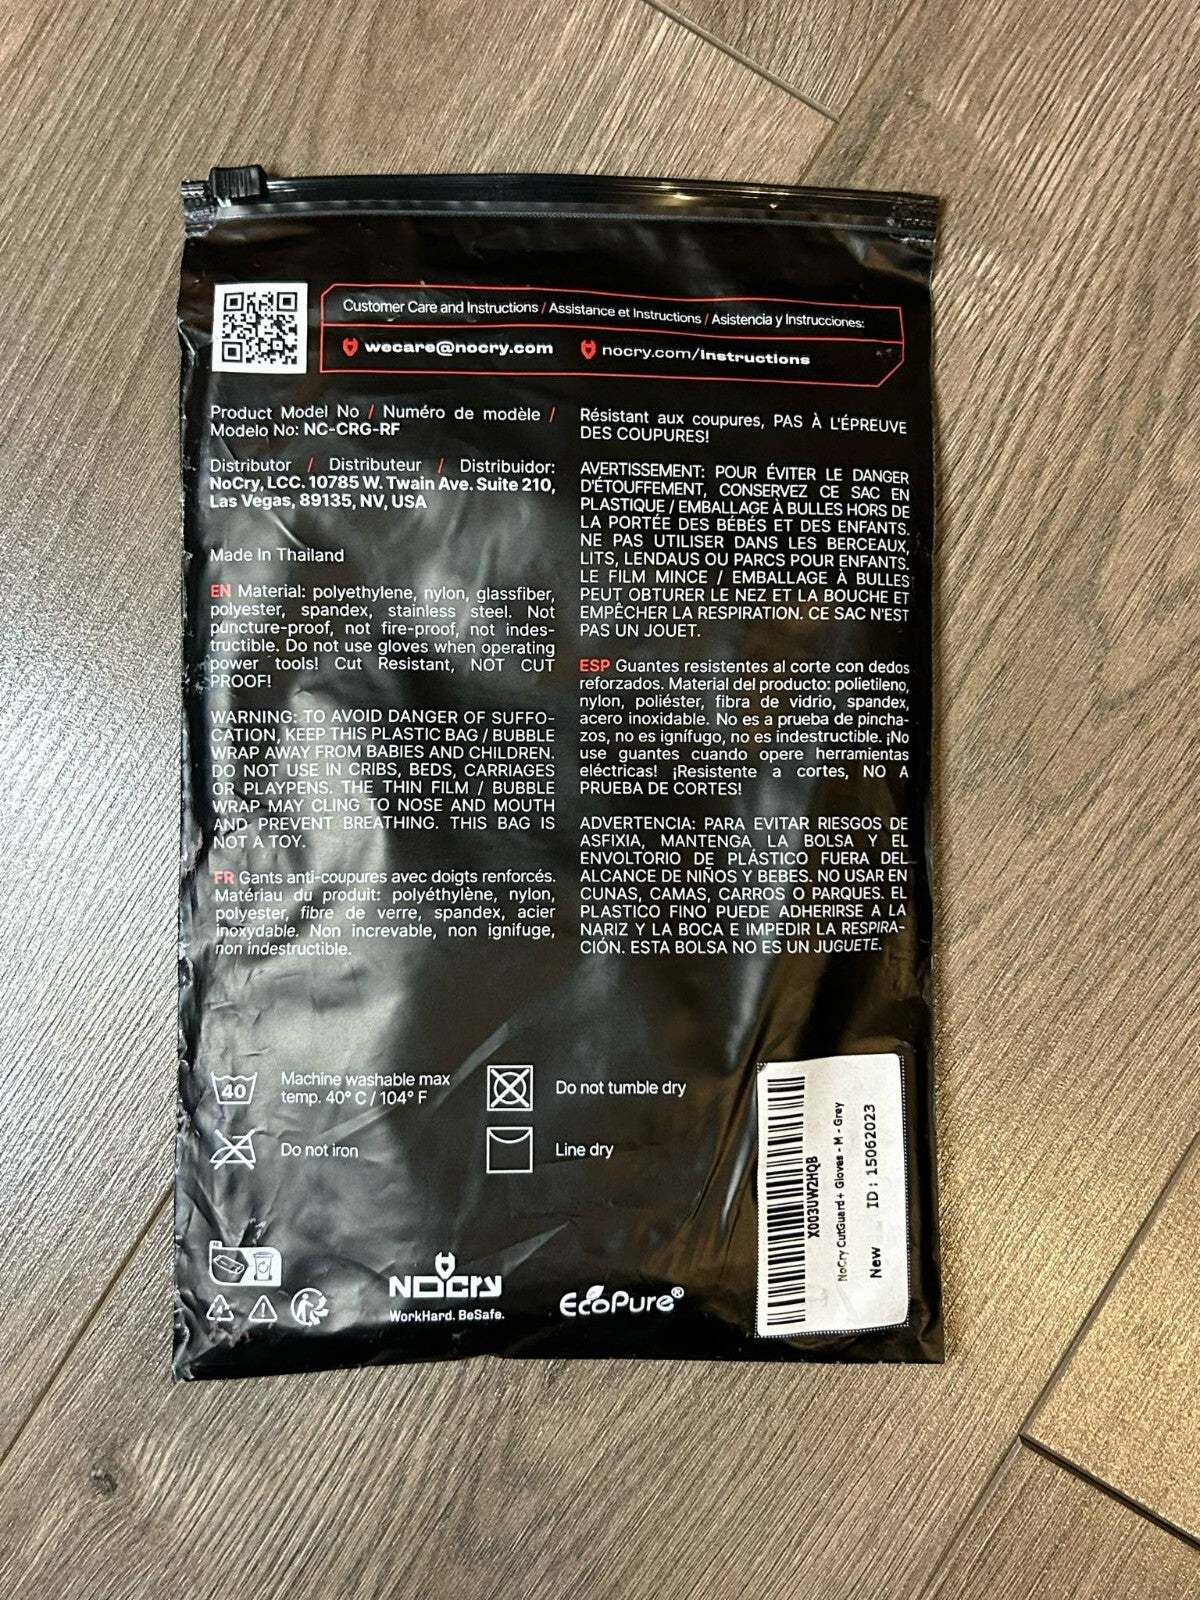 Customer Care and Instructions / Assistance et Instructions / Asistencia y Instrucciones:
wecare@nocry.com nocry.com/instructions
Product Model No / Numéro de modèle /
Modelo No: NC-CRG-RF
Distributor / Distributeur / Distribuidor:
NoCry, LCC. 10785 W. Twain Ave. Suite 210,
Las Vegas, 89135, NV, USA
Made In Thailand
EN Material: polyethylene, nylon, glassfiber,
polyester, spandex, stainless steel. Not
puncture-proof, not fire-proof, not indes-
tructible. Do not use gloves when operating
power tools! Cut Resistant, NOT CUT
PROOF!
WARNING: TO AVOID DANGER OF SUFFO-
CATION, KEEP THIS PLASTIC BAG / BUBBLE
WRAP AWAY FROM BABIES AND CHILDREN.
DO NOT USE IN CRIBS, BEDS, CARRIAGES
OR PLAYPENS. THE THIN FILM / BUBBLE
WRAP MAY CLING TO NOSE AND MOUTH
AND PREVENT BREATHING. THIS BAG IS
NOT A TOY.
FR Gants anti-coupures avec doigts renforcés.
Matériau du produit: polyéthylène, nylon,
polyester, fibre de verre, spandex, acier
inoxydable. Non increvable, non ignifuge,
non indestructible.
Résistant aux coupures, PAS À L'ÉPREUVE
DES COUPURES!
AVERTISSEMENT: POUR ÉVITER LE DANGER
D'ÉTOUFFEMENT, CONSERVEZ CE SAC EN
PLASTIQUE / EMBALLAGE À BULLES HORS DE
LA PORTÉE DES BÉBÉS ET DES ENFANTS.
NE PAS UTILISER DANS LES BERCEAUX,
LITS, LENDAUS OU PARCS POUR ENFANTS.
LE FILM MINCE / EMBALLAGE À BULLES
PEUT OBTURER LE NEZ ET LA BOUCHE ET
EMPÊCHER LA RESPIRATION. CE SAC N'EST
PAS UN JOUET.
ESP Guantes resistentes al corte con dedos
reforzados. Material del producto: polietileno,
nylon, poliéster, fibra de vidrio, spandex,
acero inoxidable. No es a prueba de pincha-
zos, no es ignífugo, no es indestructible. ¡No
use guantes cuando opere herramientas
eléctricas! ¡Resistente a cortes, NO A
PRUEBA DE CORTES!
ADVERTENCIA: PARA EVITAR RIESGOS DE
ASFIXIA, MANTENGA LA BOLSA Y EL
ENVOLTORIO DE PLÁSTICO FUERA DEL
ALCANCE DE NIÑOS Y BEBES. NO USAR EN
CUNAS, CAMAS, CARROS O PARQUES. EL
PLASTICO FINO PUEDE ADHERIRSE A LA
NARIZ Y LA BOCA E IMPEDIR LA RESPIRA-
CIÓN. ESTA BOLSA NO ES UN JUGUETE.
40 Machine washable max
temp. 40° C / 104° F
Do not tumble dry
Do not iron
Line dry
NOCRY
WorkHard. BeSafe.
EcoPure®
X003UW2HQB
NoCry CutGuard+ Gloves - M - Grey
New ID : 15062023